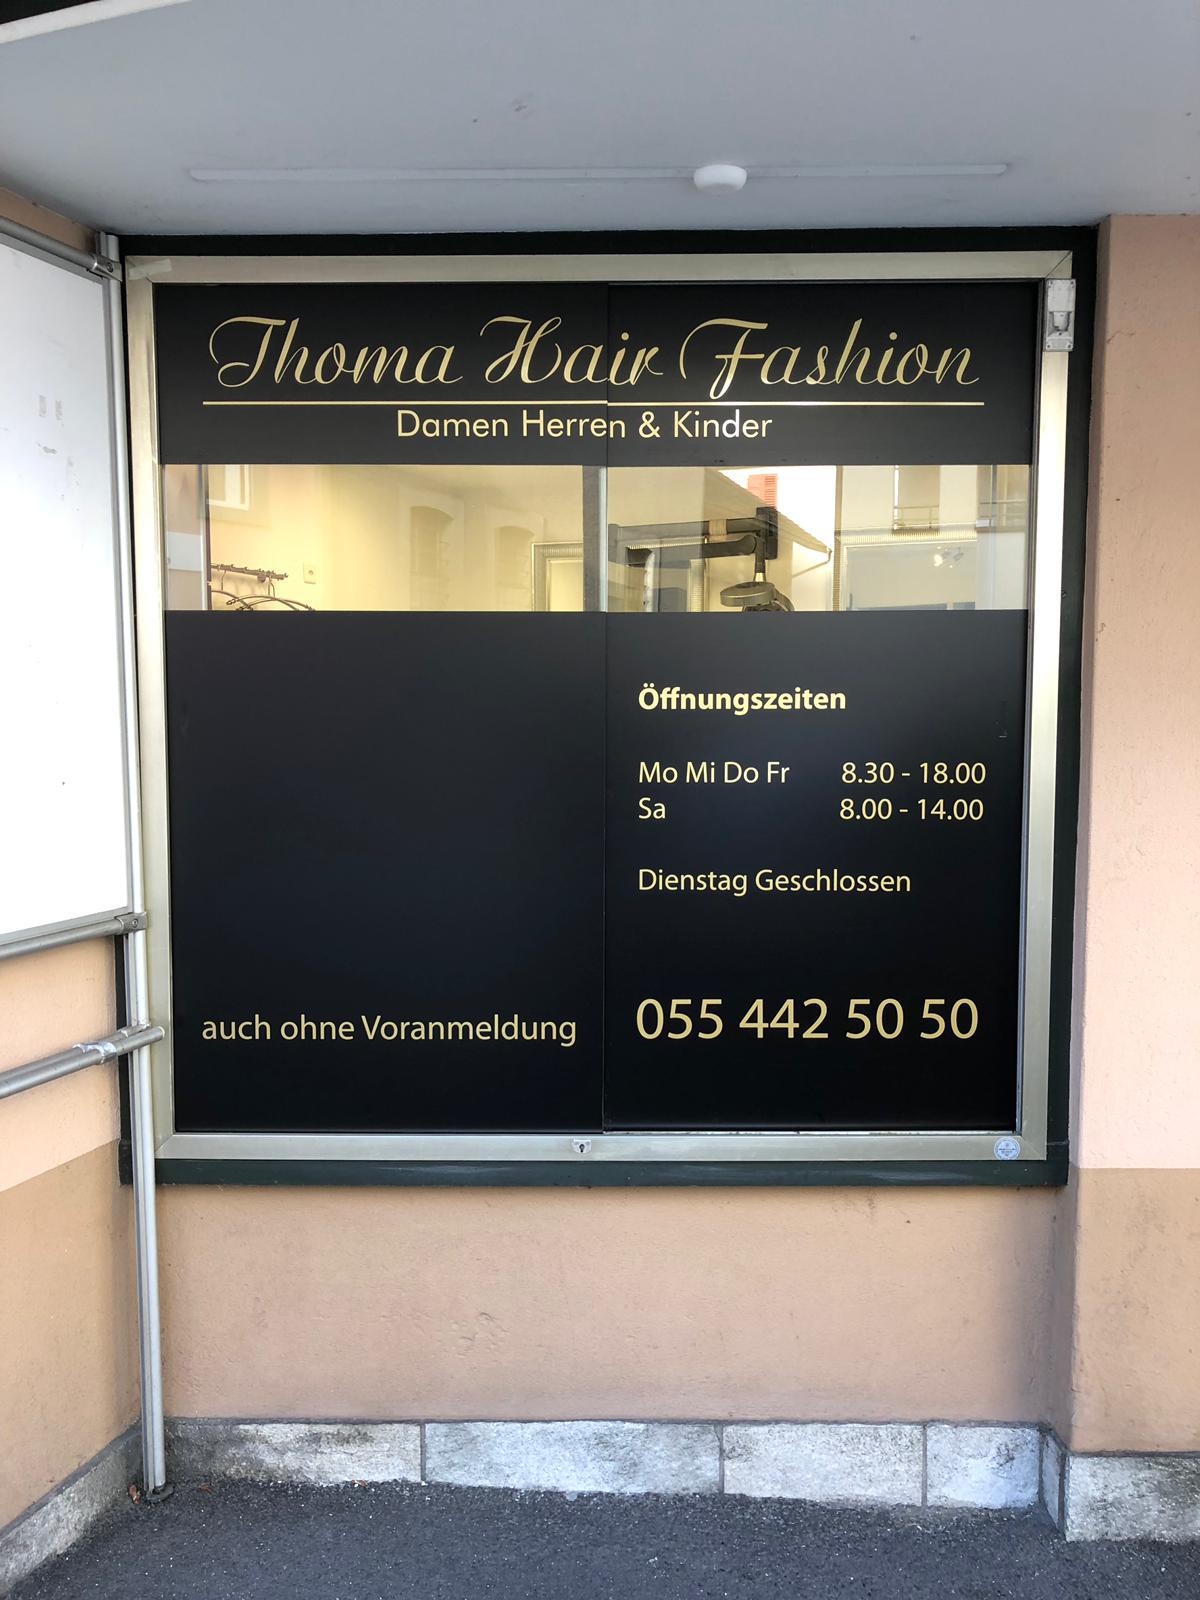 Thoma Hair Fashion
Damen Herren & Kinder
Öffnungszeiten
Mo Mi Do Fr 8.30 - 18.00
Sa 8.00 - 14.00
Dienstag Geschlossen
auch ohne Voranmeldung
055 442 50 50